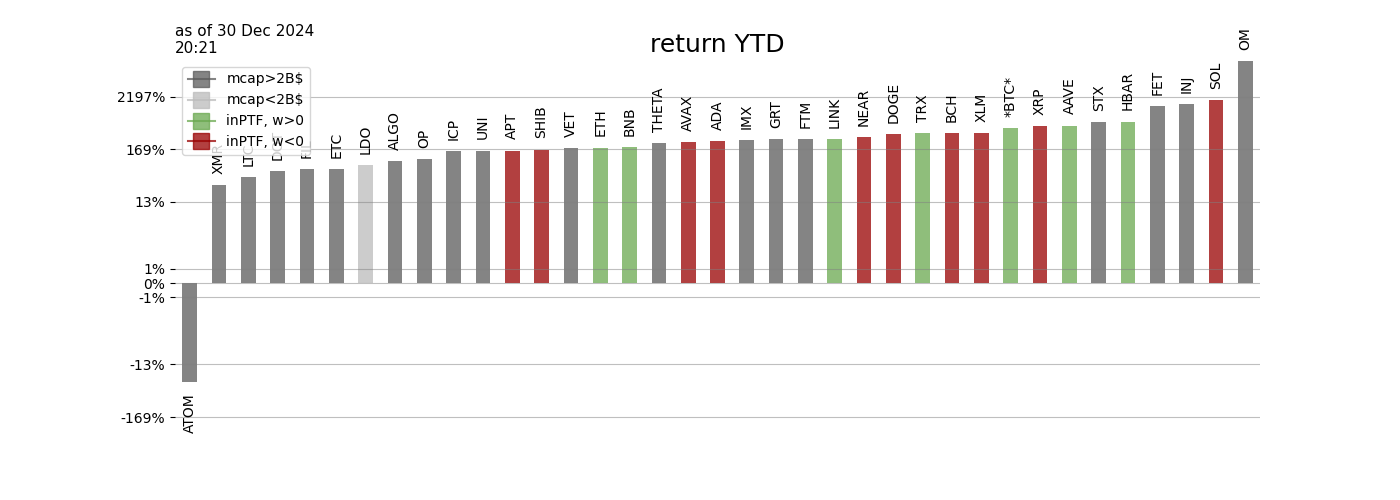 as of 30 Dec 2024
20:21
return YTD
mcap>2B$
mcap<2B$
inPTF, w>0
inPTF, w<0
2197%
169%
13%
1%
0%
-1%
-13%
-169%
ATOM
XMR
LTC
DOT
FIL
ETC
LDO
ALGO
OP
ICP
UNI
APT
SHIB
VET
ETH
BNB
THETA
AVAX
ADA
IMX
GRT
FTM
LINK
NEAR
DOGE
TRX
BCH
XLM
*BTC*
XRP
AAVE
STX
HBAR
FET
INJ
SOL
OM